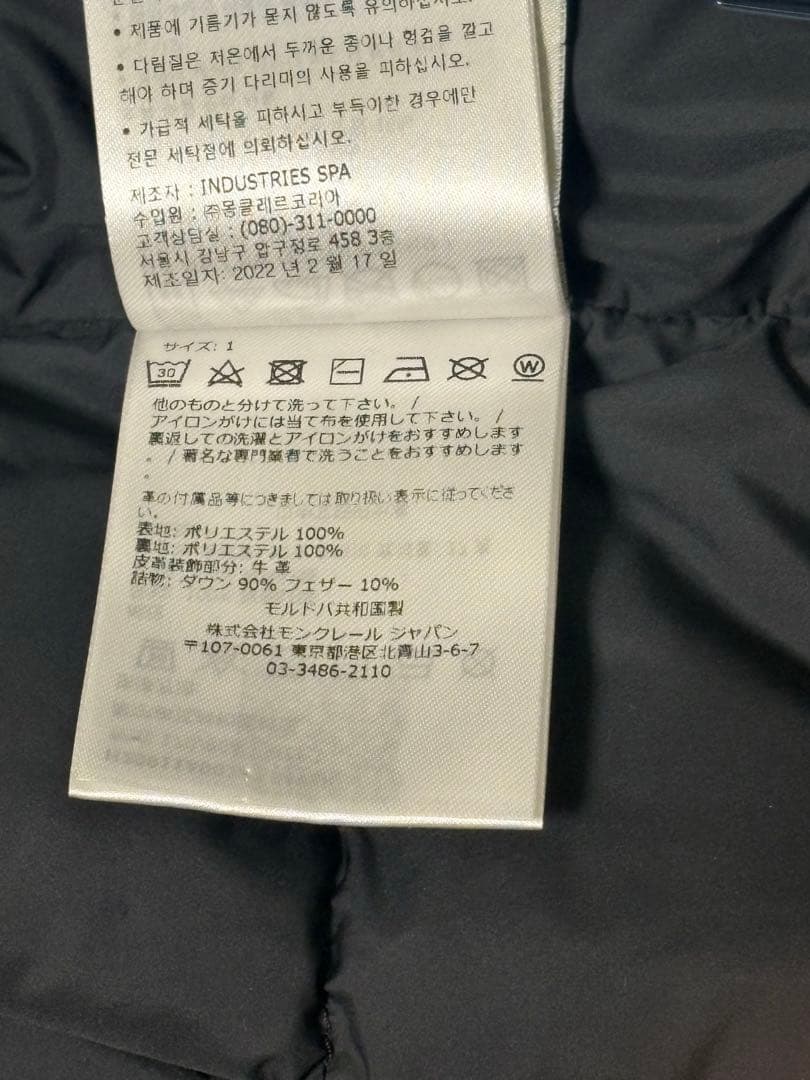 • 제품에 기름기가 묻지 않도록 유의하십시오.
• 다림질은 저온에서 두꺼운 종이나 헝겊을 깔고
해야 하며 증기 다리미의 사용을 피하십시오.
• 가급적 세탁을 피하시고 부득이한 경우에만
전문 세탁점에 의뢰하십시오.
제조자 : INDUSTRIES SPA
수입원 : ㈜몽클레르코리아
고객상담실 : (080)-311-0000
서울시 강남구 압구정로 458 3층
제조일자: 2022 년 2 월 17 일
サイズ: 1
30
W
他のものと分けて洗って下さい。 /
アイロンがけには当て布を使用して下さい。 /
裏返しての洗濯とアイロンがけをおすすめします
。 / 著名な専門業者で洗うことをおすすめします
。
革の付属品等につきましては取り扱い表示に従ってくださ
い。
表地: ポリエステル 100%
裏地: ポリエステル 100%
皮革装飾部分: 牛 革
詰物: ダウン 90% フェザー 10%
モルドバ共和国製
株式会社モンクレール ジャパン
〒107-0061 東京都港区北青山3-6-7
03-3486-2110